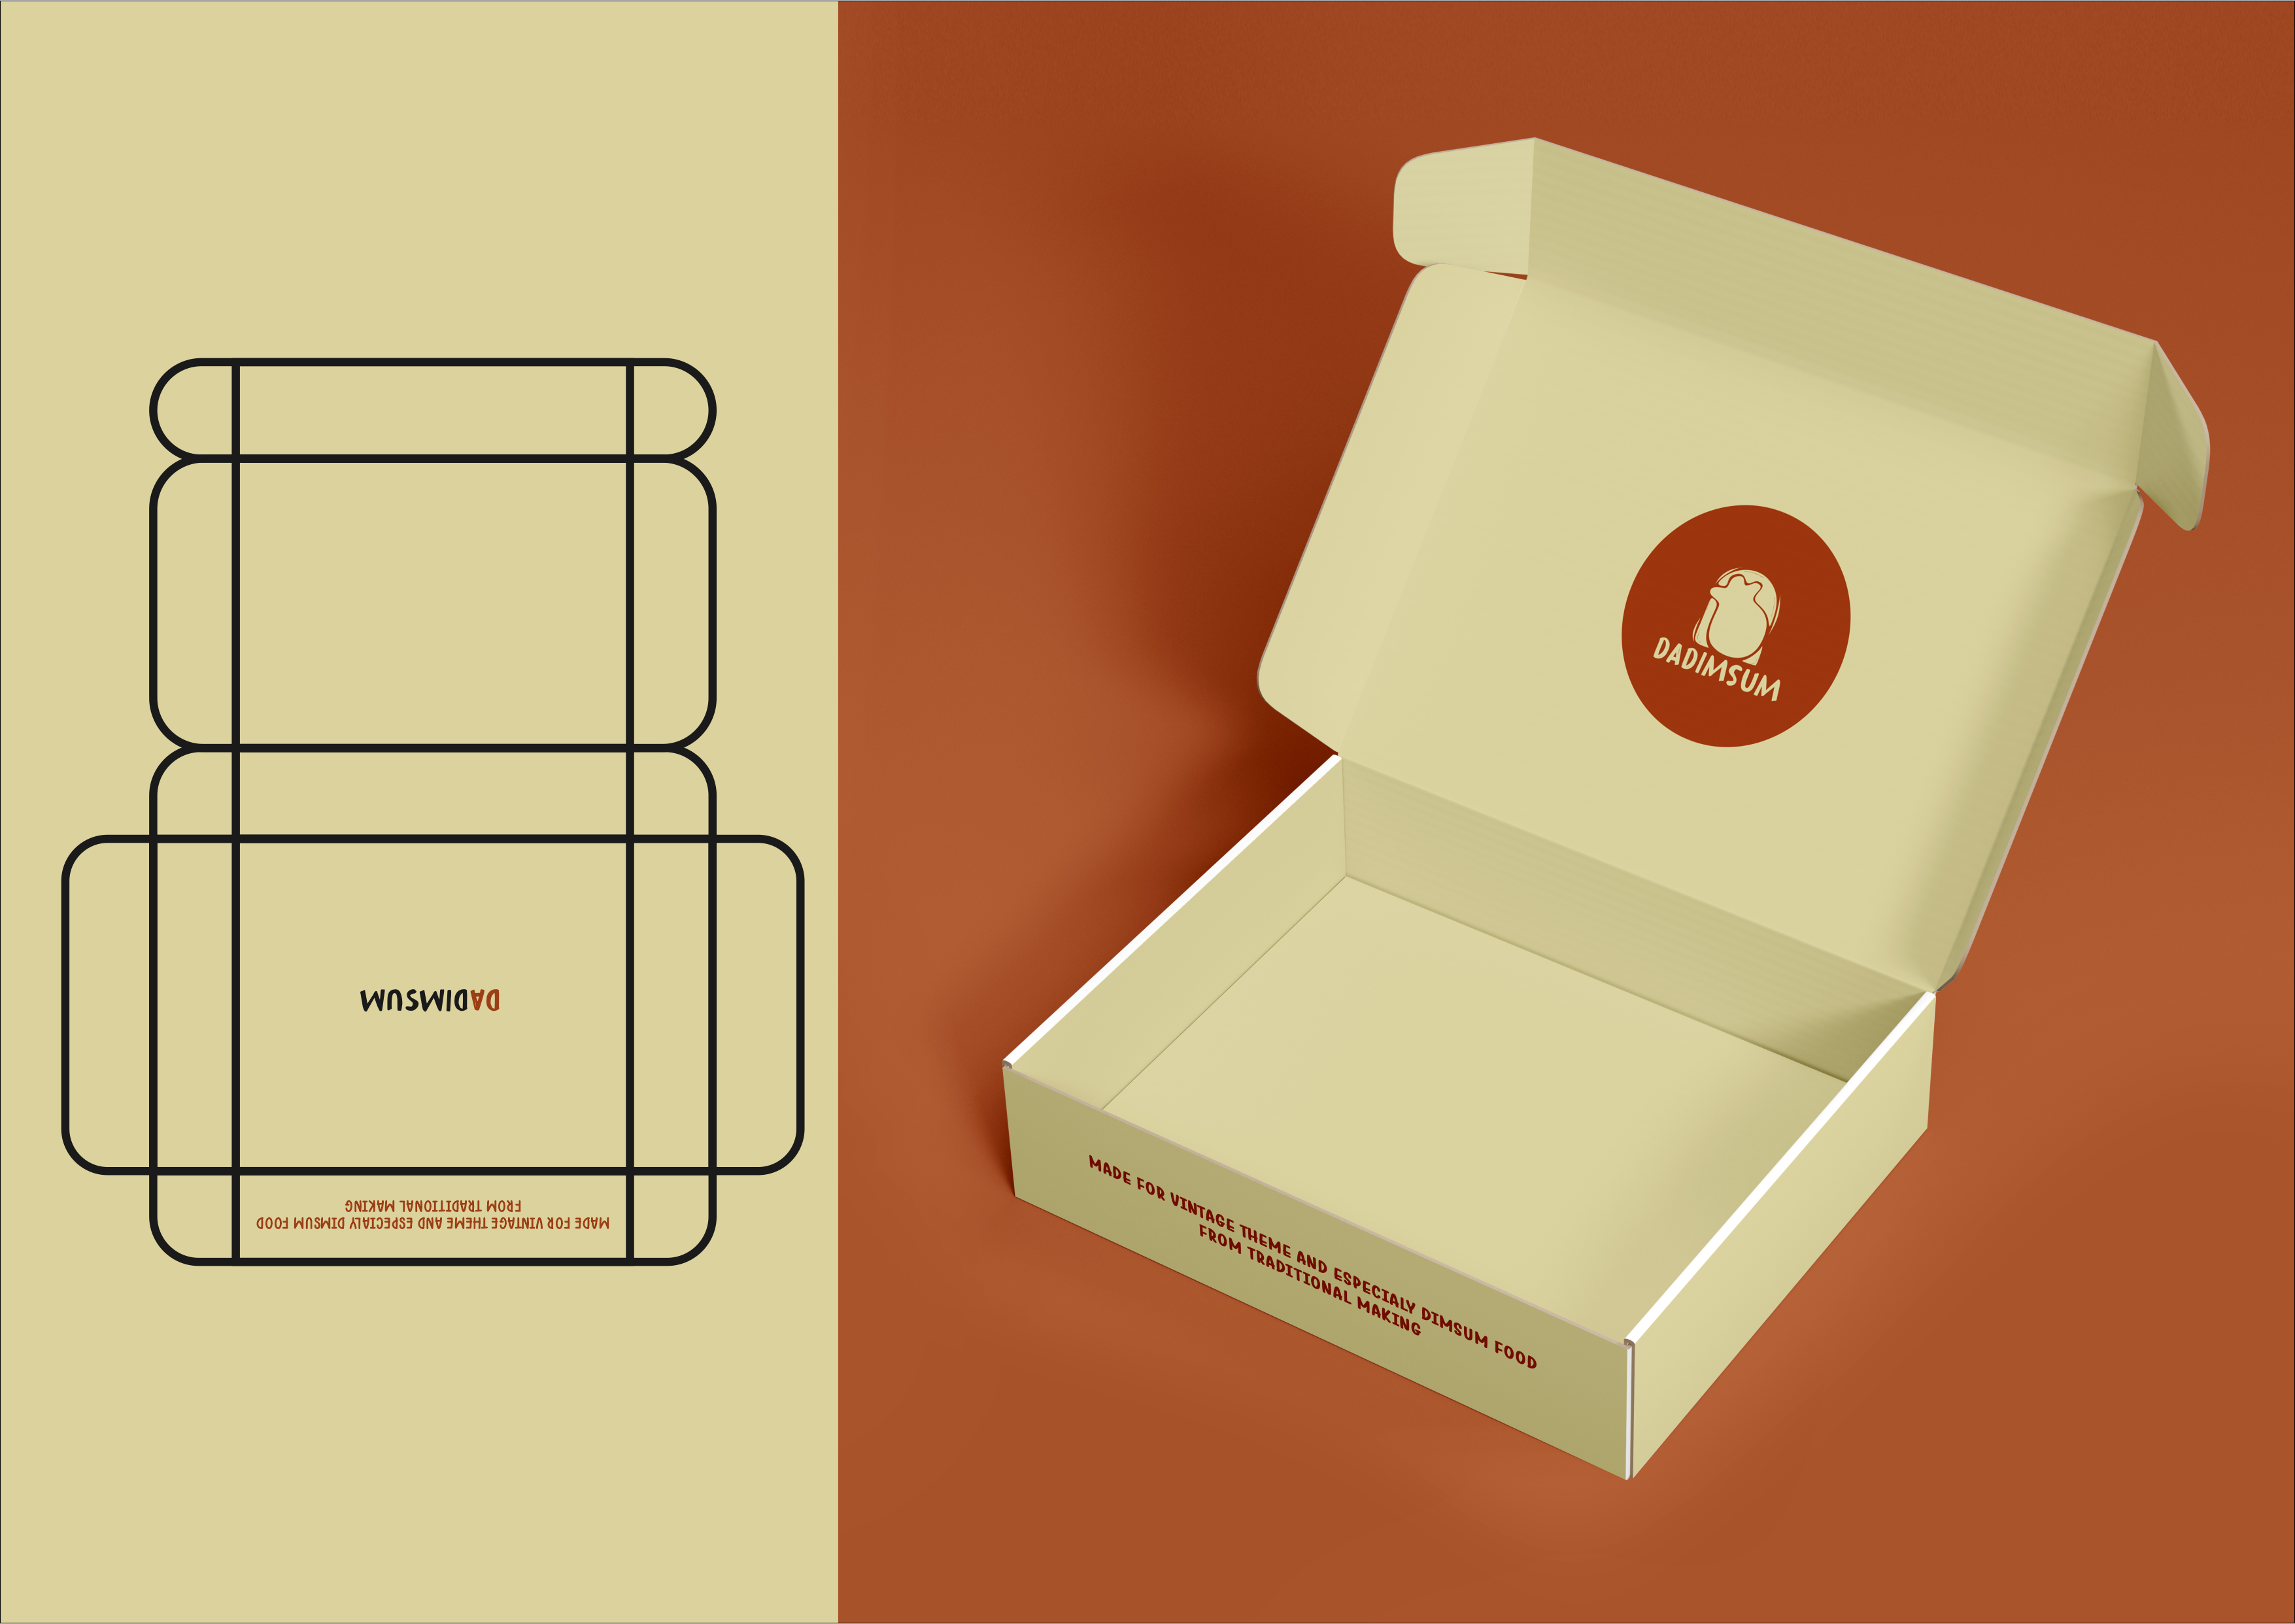 DADIMSUM
MADE FOR VINTAGE THEME AND ESPECIALY DIMSUM FOOD
FROM TRADITIONAL MAKING
DADIMSUM
MADE FOR VINTAGE THEME AND ESPECIALY DIMSUM FOOD
FROM TRADITIONAL MAKING